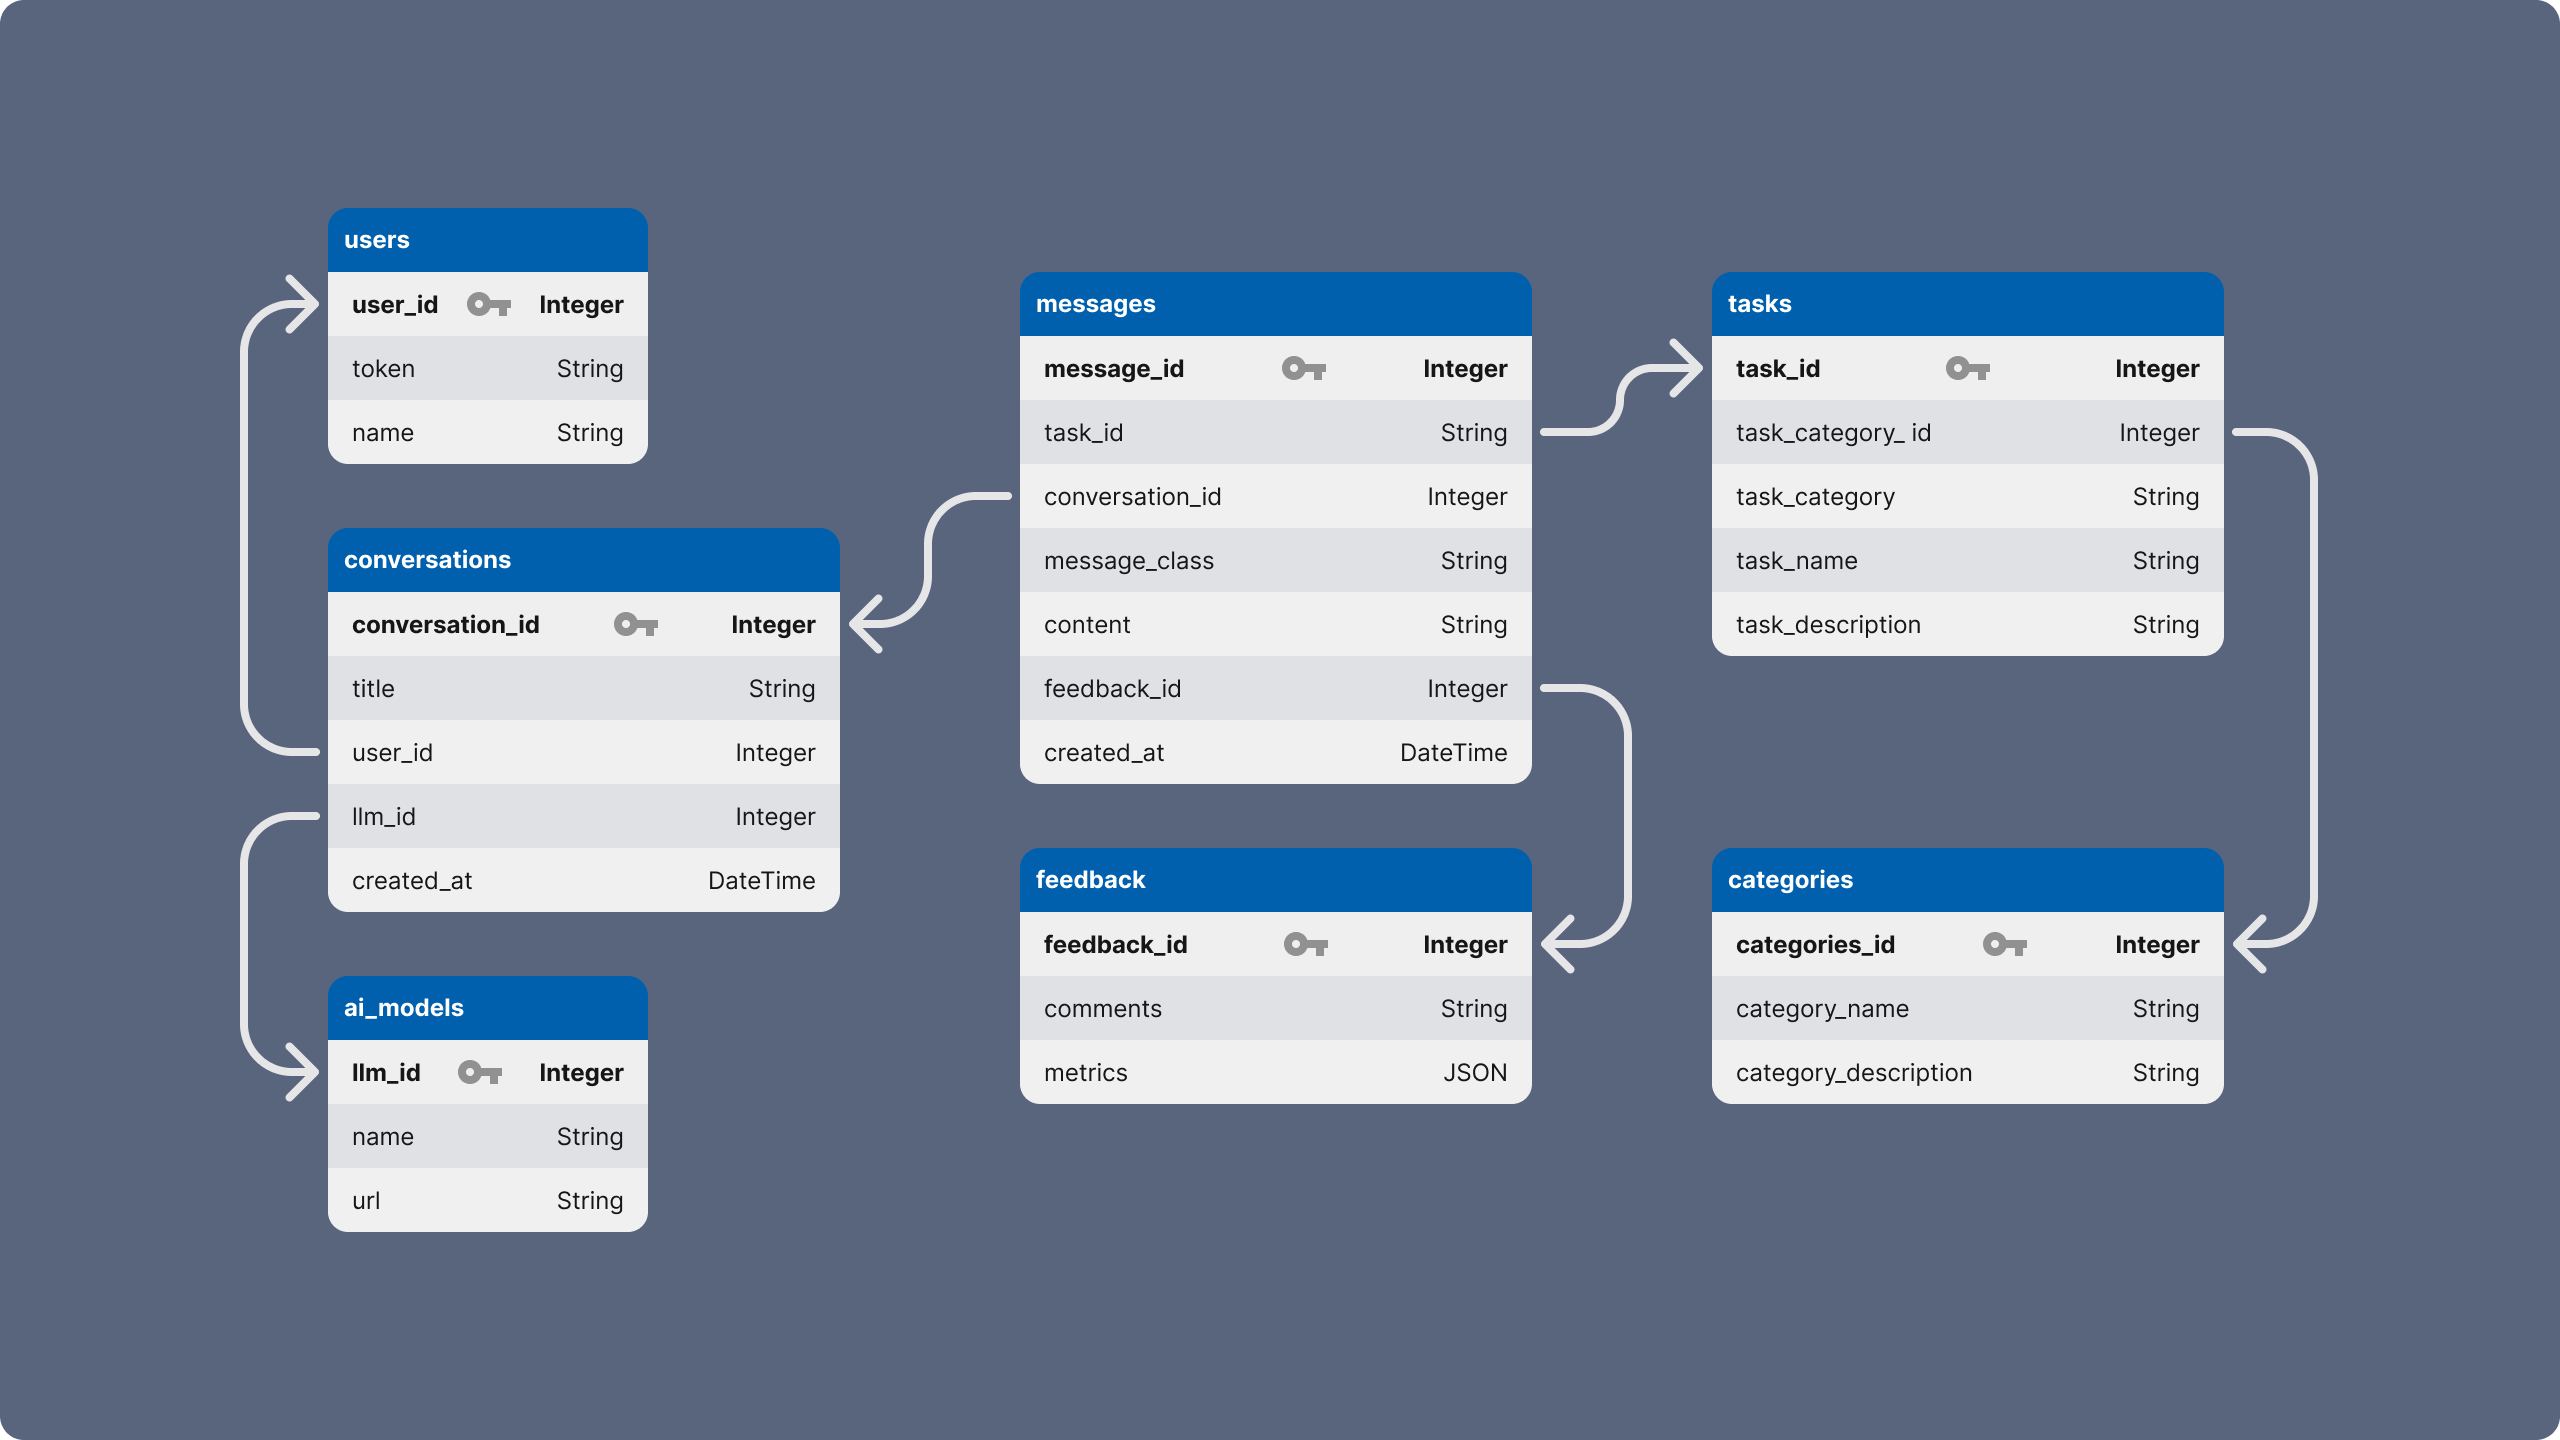 users
user_id Integer
token String
name String
conversations
conversation_id Integer
title String
user_id Integer
llm_id Integer
created_at DateTime
ai_models
llm_id Integer
name String
url String
messages
message_id Integer
task_id String
conversation_id Integer
message_class String
content String
feedback_id Integer
created_at DateTime
feedback
feedback_id Integer
comments String
metrics JSON
tasks
task_id Integer
task_category_ id Integer
task_category String
task_name String
task_description String
categories
categories_id Integer
category_name String
category_description String